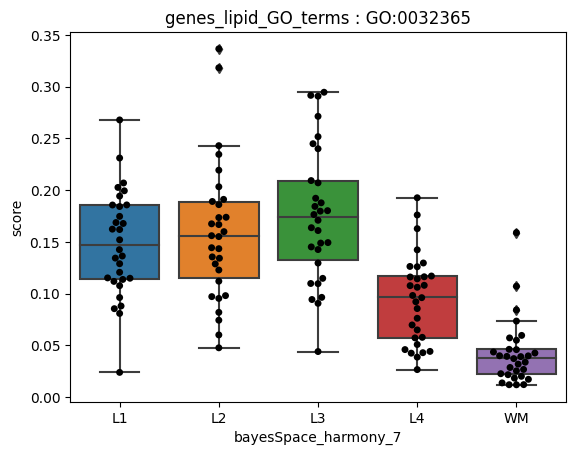 genes_lipid_GO_terms : GO:0032365
score
0.35
0.30
0.25
0.20
0.15
0.10
0.05
0.00
L1 L2 L3 L4 WM
bayesSpace_harmony_7